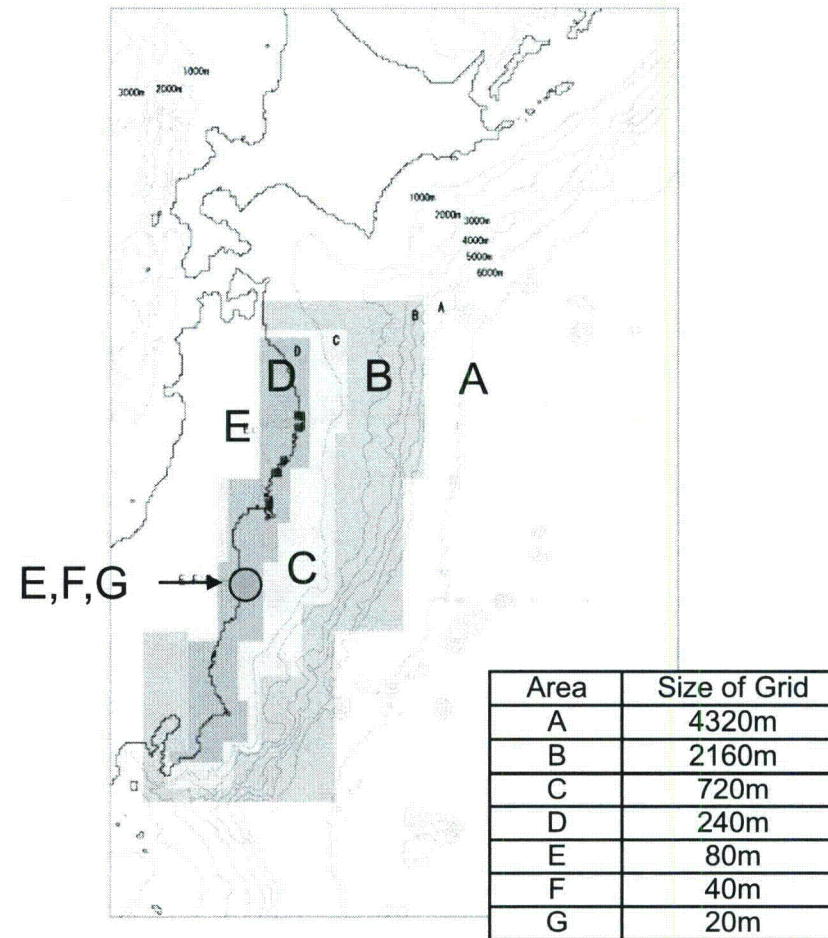 1000m
3000m 2000m
1000m
2000m
3000m
4000m
5000m
6000m
A
B
C
D
D B A
E
C
E,F,G
Area Size of Grid
A 4320m
B 2160m
C 720m
D 240m
E 80m
F 40m
G 20m